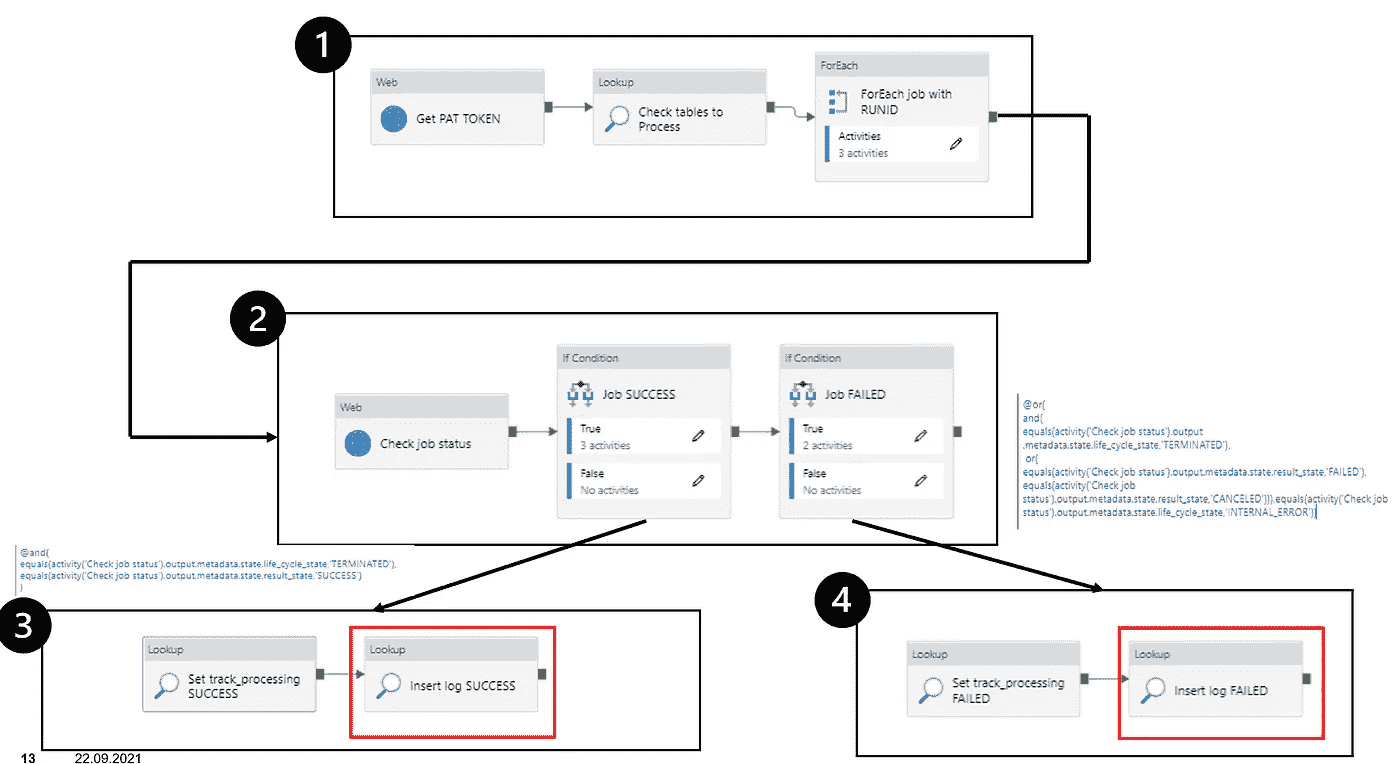 1
Web
Get PAT TOKEN
Lookup
Check tables to
Process
ForEach
ForEach job with
RUNID
Activities
3 activities
2
Web
Check job status
If Condition
Job SUCCESS
True
3 activities
False
No activities
If Condition
Job FAILED
True
2 activities
False
No activities
@or(
and(
equals(activity('Check job status').output
.metadata.state.life_cycle_state,'TERMINATED'),
or(
equals(activity('Check job status').output.metadata.state.result_state,'FAILED'),
equals(activity('Check job
status').output.metadata.state.result_state,'CANCELED'))),equals(activity('Check job
status').output.metadata.state.life_cycle_state,'INTERNAL_ERROR'))
@and(
equals(activity('Check job status').output.metadata.state.life_cycle_state,'TERMINATED'),
equals(activity('Check job status').output.metadata.state.result_state,'SUCCESS')
)
3
Lookup
Set track_processing
SUCCESS
Lookup
Insert log SUCCESS
4
Lookup
Set track_processing
FAILED
Lookup
Insert log FAILED
13 22.09.2021